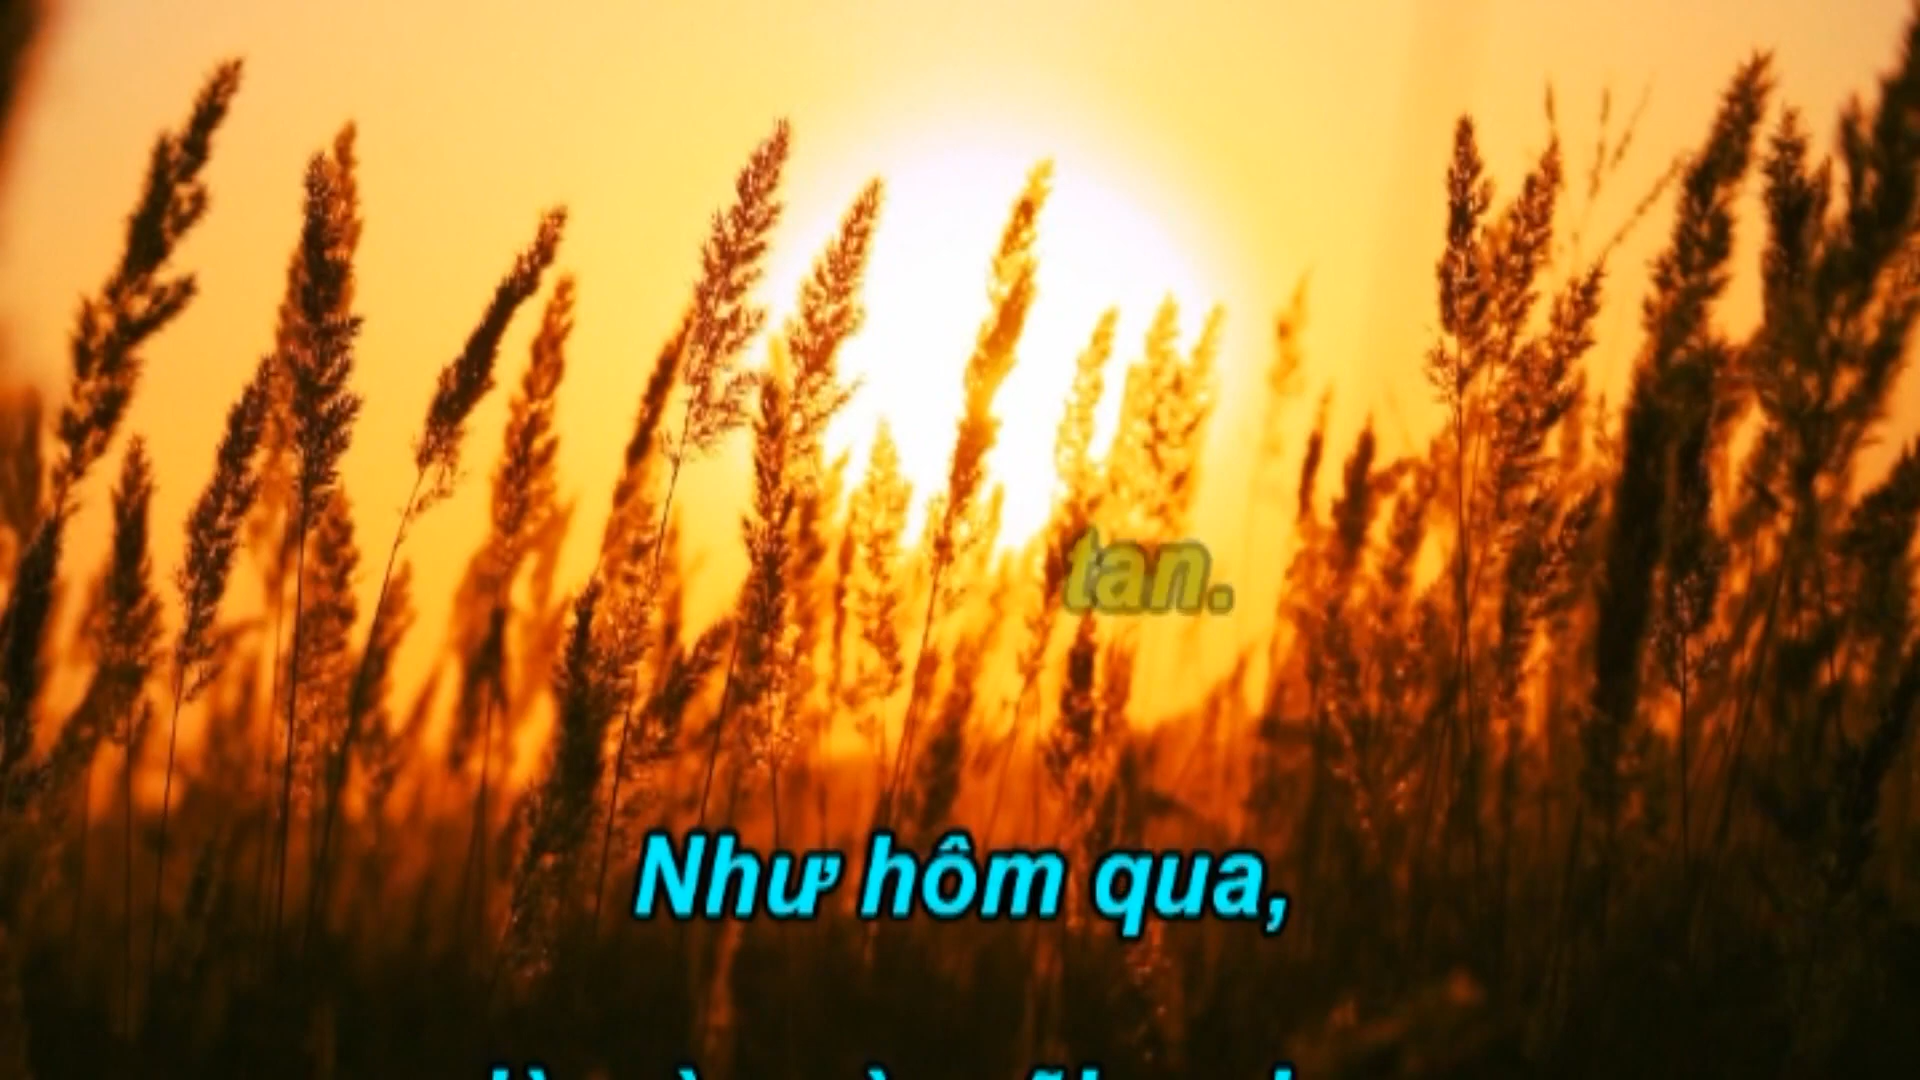 tan.
Như hôm qua,